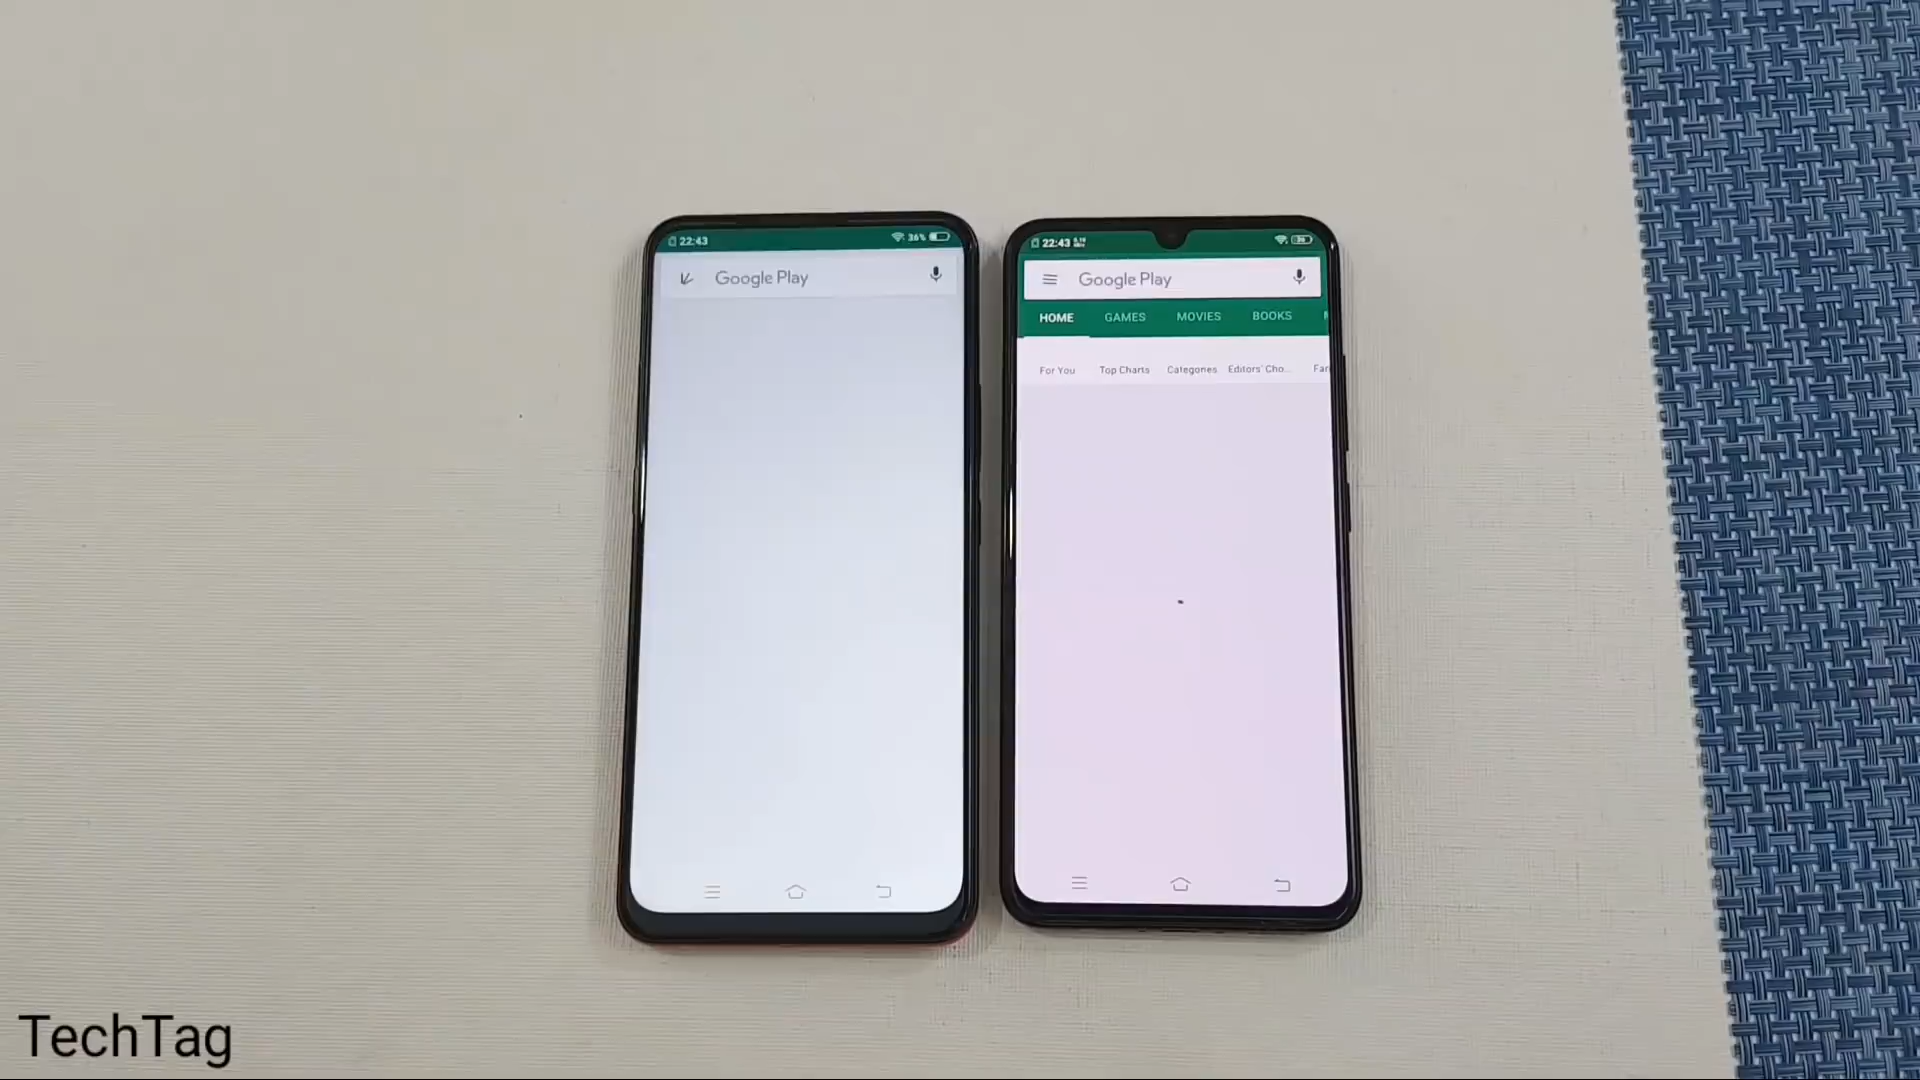 22:43
36%
Google Play
22:43
Google Play
HOME GAMES MOVIES BOOKS
For You Top Charts Categories Editors' Cho...
TechTag